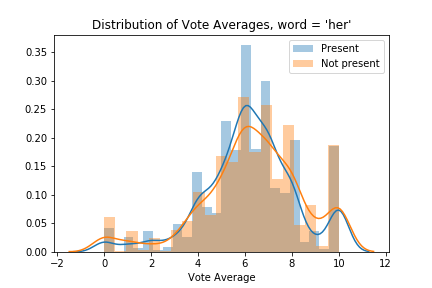 Distribution of Vote Averages, word = 'her'
Present
Not present
0.35
0.30
0.25
0.20
0.15
0.10
0.05
0.00
−2 0 2 4 6 8 10 12
Vote Average